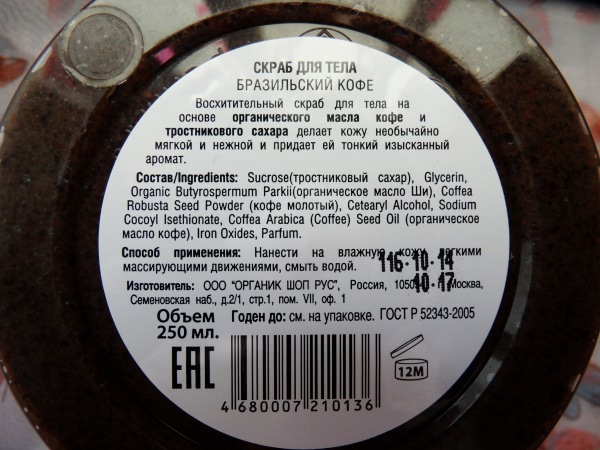 СКРАБ ДЛЯ ТЕЛА
БРАЗИЛЬСКИЙ КОФЕ
Восхитительный скраб для тела на
основе органического масла кофе и
тростникового сахара делает кожу необычайно
мягкой и нежной и придает ей тонкий изысканный
аромат.
Состав/Ingredients: Sucrose(тростниковый сахар), Glycerin,
Organic Butyrospermum Parkii(органическое масло Ши), Coffea
Robusta Seed Powder (кофе молотый), Cetearyl Alcohol, Sodium
Cocoyl Isethionate, Coffea Arabica (Coffee) Seed Oil (органическое
масло кофе), Iron Oxides, Parfum.
Способ применения: Нанести на влажную кожу легкими
массирующими движениями, смыть водой.
116·10·14
10·17
Изготовитель: ООО "ОРГАНИК ШОП РУС", Россия, Москва,
Семеновская наб., д.2/1, стр.1, пом. VII, оф. 1
Объем
250 мл.
Годен до: см. на упаковке. ГОСТ Р 52343-2005
EAC
12M
4 680007 210136